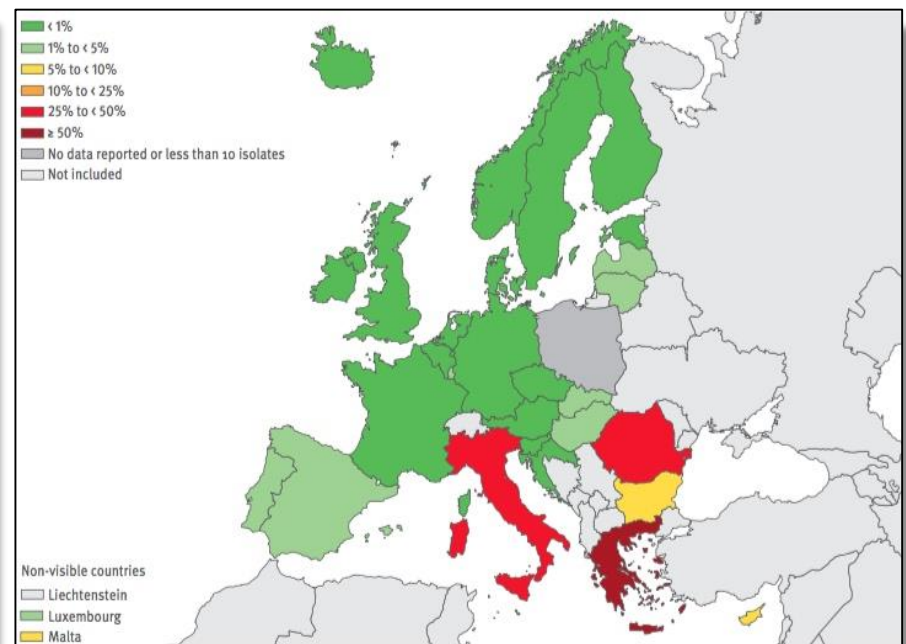 < 1%
1% to < 5%
5% to < 10%
10% to < 25%
25% to < 50%
≥ 50%
No data reported or less than 10 isolates
Not included
Non-visible countries
Liechtenstein
Luxembourg
Malta